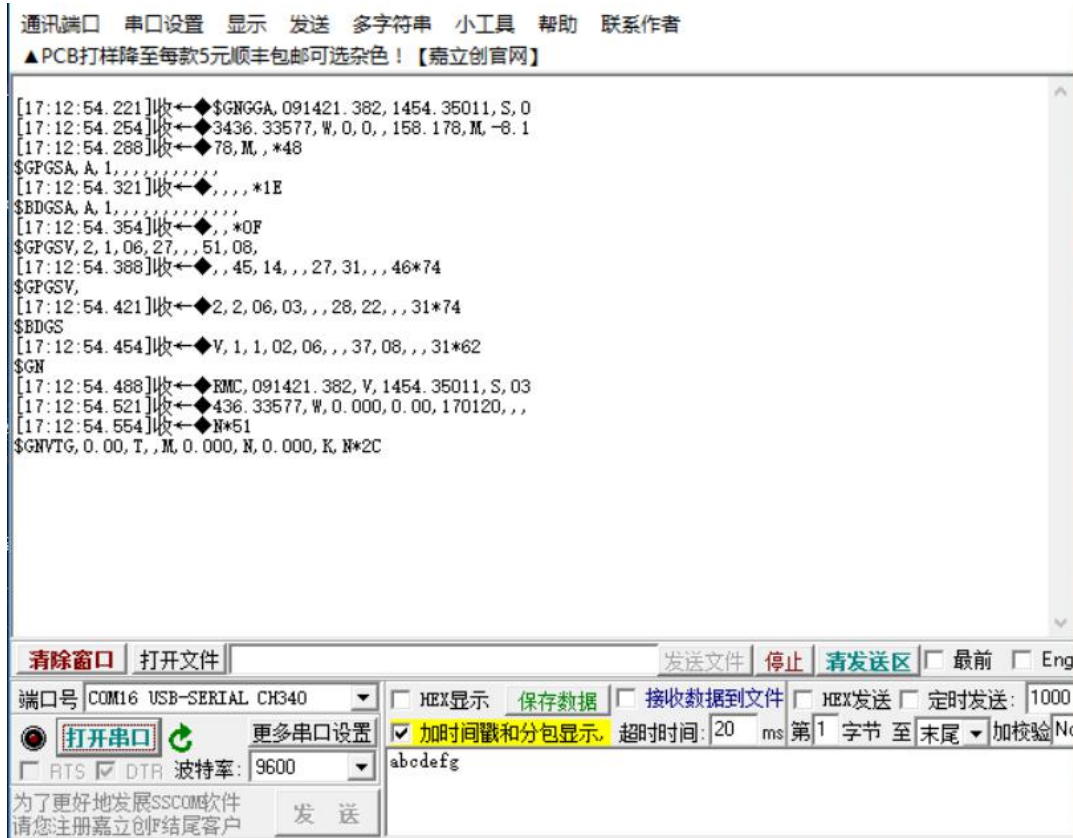 通讯端口 串口设置 显示 发送 多字符串 小工具 帮助 联系作者
▲PCB打样降至每款5元顺丰包邮可选杂色！【嘉立创官网】
[17:12:54.221]收←◆$GNGGA,091421.382,1454.35011,S,0
[17:12:54.254]收←◆3436.33577,W,0,0,,158.178,M,-8.1
[17:12:54.288]收←◆78,M,,*48
$GPGSA,A,1,,,,,,,,,,,
[17:12:54.321]收←◆,,,,*1E
$BDGSA,A,1,,,,,,,,,,,,,
[17:12:54.354]收←◆,,*0F
$GPGSV,2,1,06,27,,,51,08,
[17:12:54.388]收←◆,,45,14,,,27,31,,,46*74
$GPGSV,
[17:12:54.421]收←◆2,2,06,03,,,28,22,,,31*74
$BDGS
[17:12:54.454]收←◆V,1,1,02,06,,,37,08,,,31*62
$GN
[17:12:54.488]收←◆RMC,091421.382,V,1454.35011,S,03
[17:12:54.521]收←◆436.33577,W,0.000,0.00,170120,,,
[17:12:54.554]收←◆N*51
$GNVTG,0.00,T,,M,0.000,N,0.000,K,N*2C
清除窗口 打开文件 发送文件 停止 清发送区 最前 Eng
端口号 COM16 USB-SERIAL CH340 HEX显示 保存数据 接收数据到文件 HEX发送 定时发送: 1000
打开串口 更多串口设置 加时间戳和分包显示, 超时时间: 20 ms 第1 字节 至 末尾 加校验 No
RTS DTR 波特率: 9600 abcdefg
为了更好地发展SSCOM软件
请您注册嘉立创F结尾客户 发 送